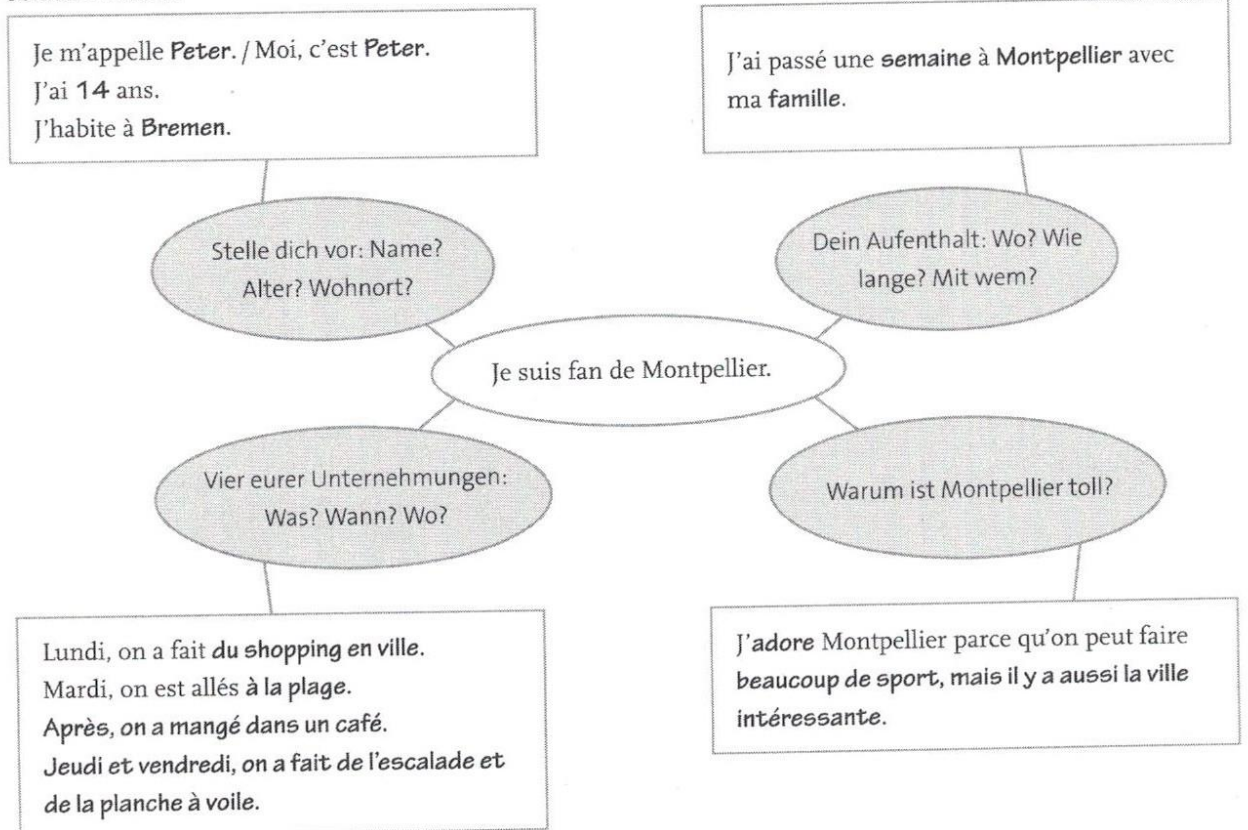 Je m'appelle Peter. / Moi, c'est Peter.
J'ai 14 ans.
J'habite à Bremen.
J'ai passé une semaine à Montpellier avec
ma famille.
Stelle dich vor: Name?
Alter? Wohnort?
Dein Aufenthalt: Wo? Wie
lange? Mit wem?
Je suis fan de Montpellier.
Vier eurer Unternehmungen:
Was? Wann? Wo?
Warum ist Montpellier toll?
Lundi, on a fait du shopping en ville.
Mardi, on est allés à la plage.
Après, on a mangé dans un café.
Jeudi et vendredi, on a fait de l'escalade et
de la planche à voile.
J'adore Montpellier parce qu'on peut faire
beaucoup de sport, mais il y a aussi la ville
intéressante.